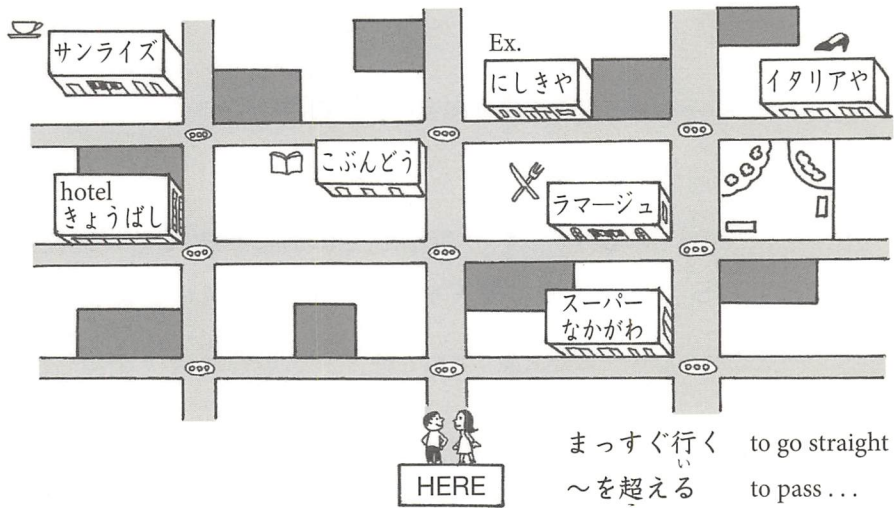 サンライズ
Ex.
にしきや
イタリアや
こぶんどう
hotel
きょうばし
ラマージュ
スーパー
なかがわ
HERE
まっすぐ行く to go straight
い
〜を超える to pass . . .